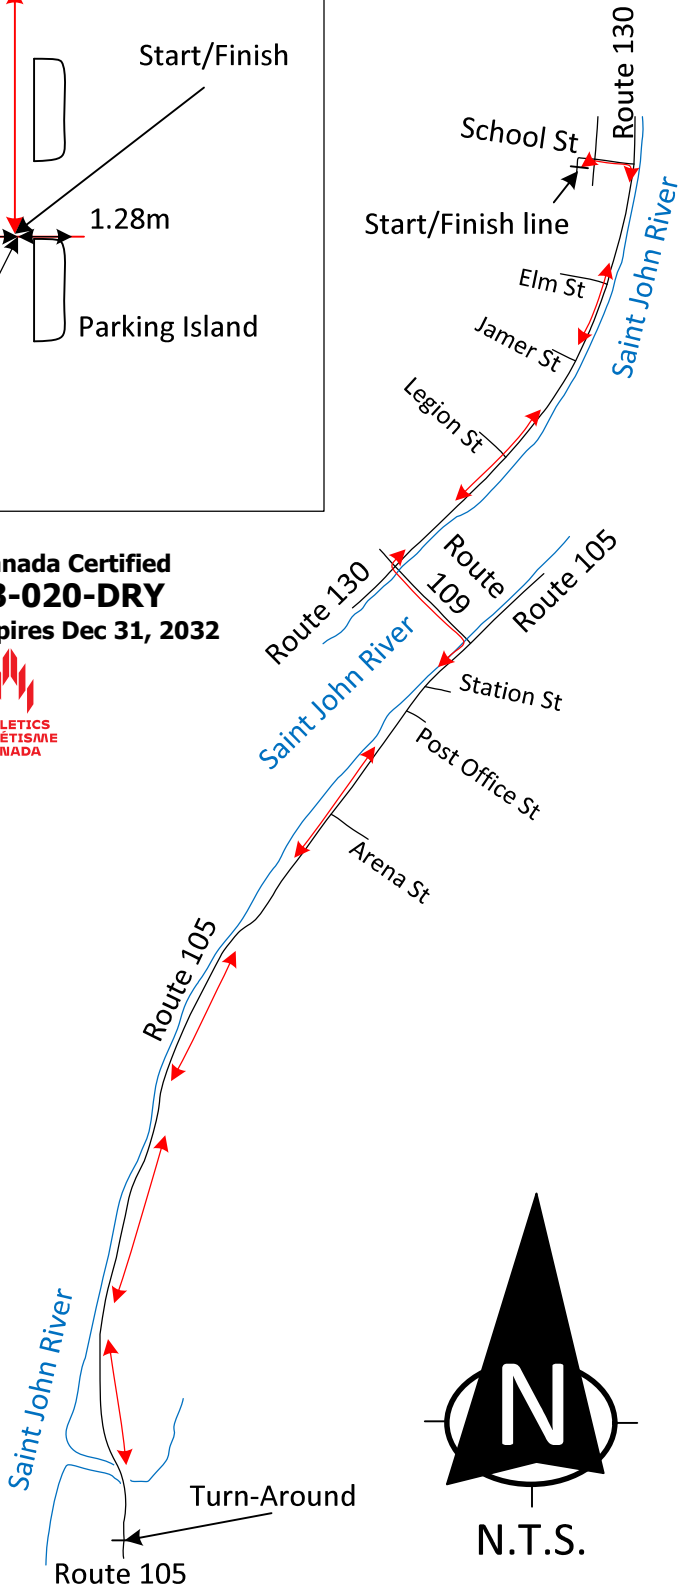 Start/Finish
1.28m
Parking Island
Route 130
School St
Start/Finish line
Saint John River
Elm St
Jamer St
Legion St
Route
109
Route 105
Route 130
Saint John River
Station St
Post Office St
Arena St
nada Certified
-020-DRY
pires Dec 31, 2032
LETICS
ÉTISME
NADA
Route 105
Saint John River
Turn-Around
Route 105
N
N.T.S.